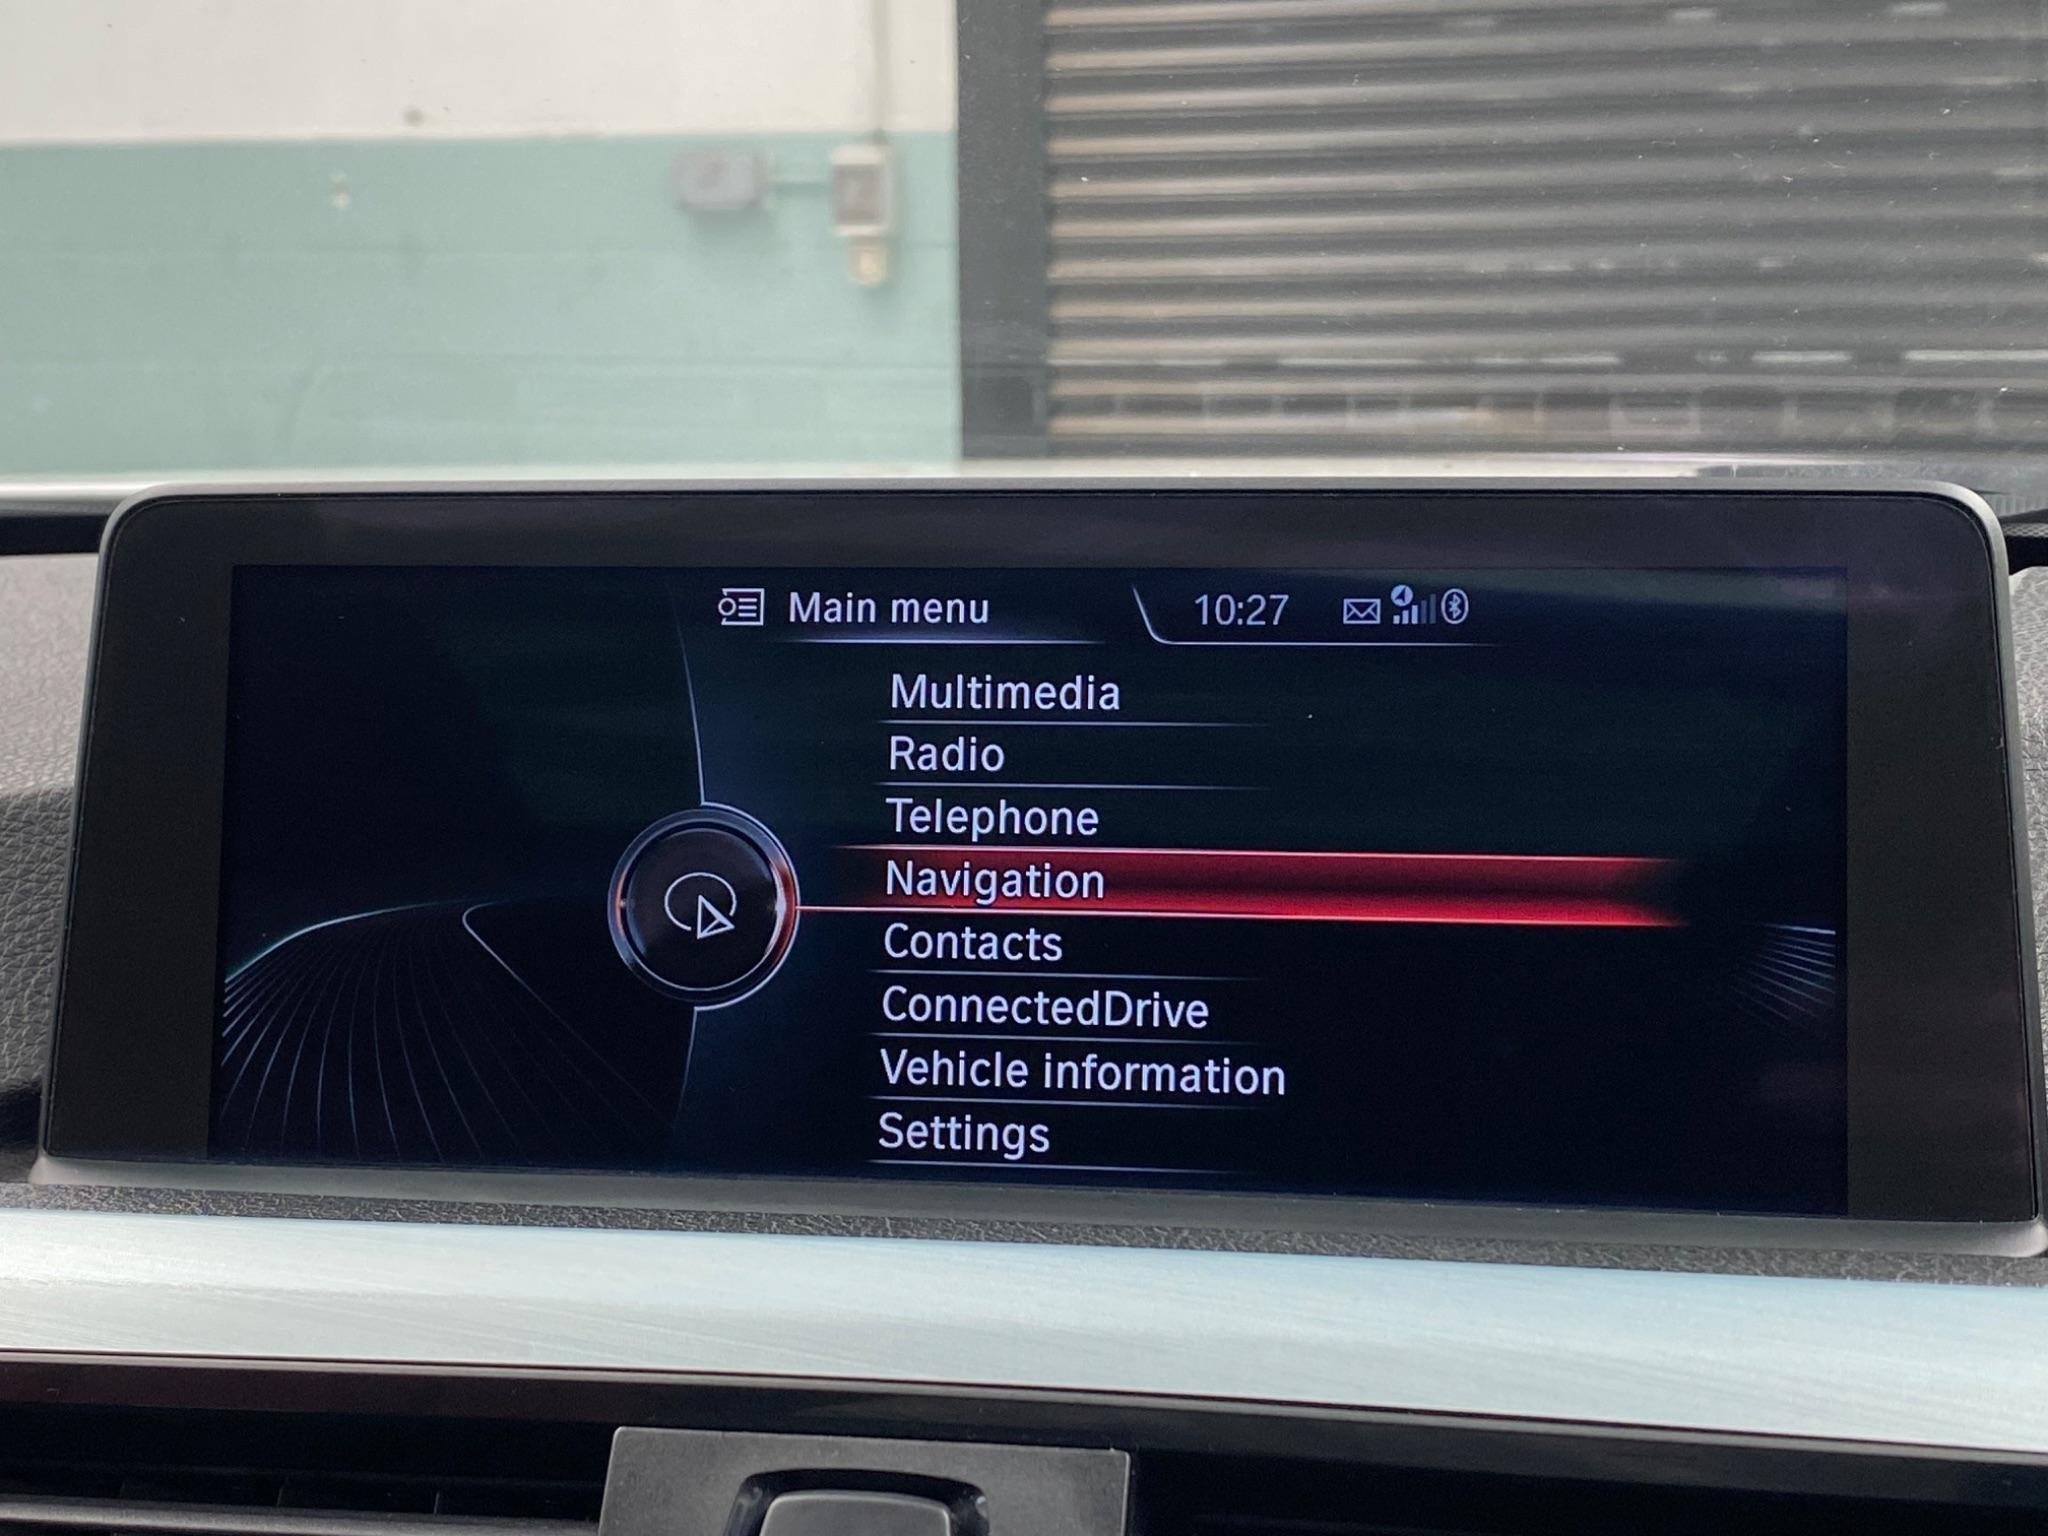 Main menu 10:27
Multimedia
Radio
Telephone
Navigation
Contacts
ConnectedDrive
Vehicle information
Settings